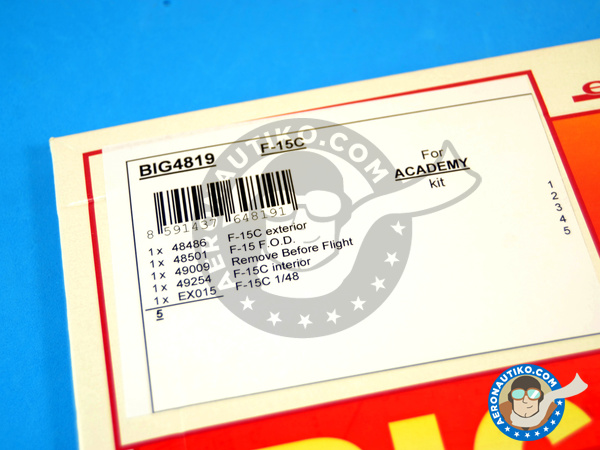 BIG4819 F-15C
For
ACADEMY
kit
8 591437 648191
1x 48486 F-15C exterior 1
1x 48501 F-15 F.O.D. 2
1x 49009 Remove Before Flight 3
1x 49254 F-15C interior 4
1x EX015 F-15C 1/48 5
5
AERONAUTIKO.COM
AERONAUTIKO.COM